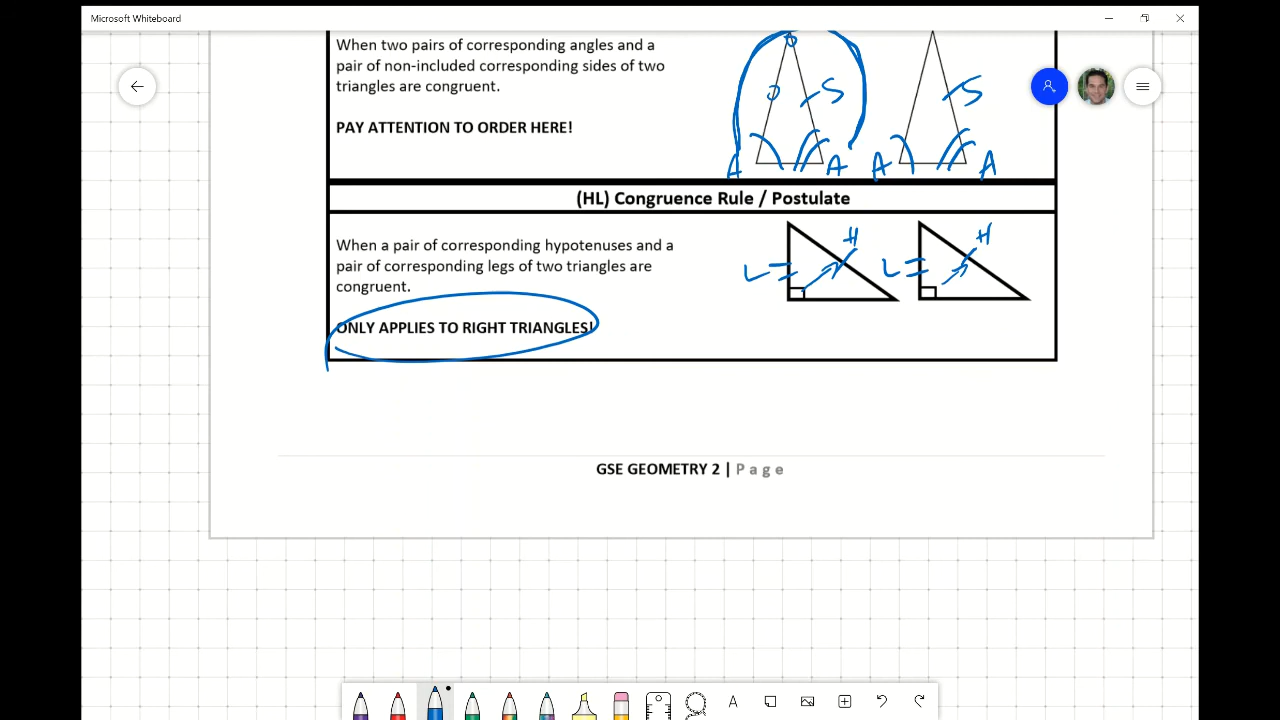 Microsoft Whiteboard
When two pairs of corresponding angles and a
pair of non-included corresponding sides of two
triangles are congruent.
PAY ATTENTION TO ORDER HERE!
S
S
A
A
A
A
(HL) Congruence Rule / Postulate
When a pair of corresponding hypotenuses and a
pair of corresponding legs of two triangles are
congruent.
ONLY APPLIES TO RIGHT TRIANGLES!
H
H
L
L
GSE GEOMETRY 2 | P a g e
A